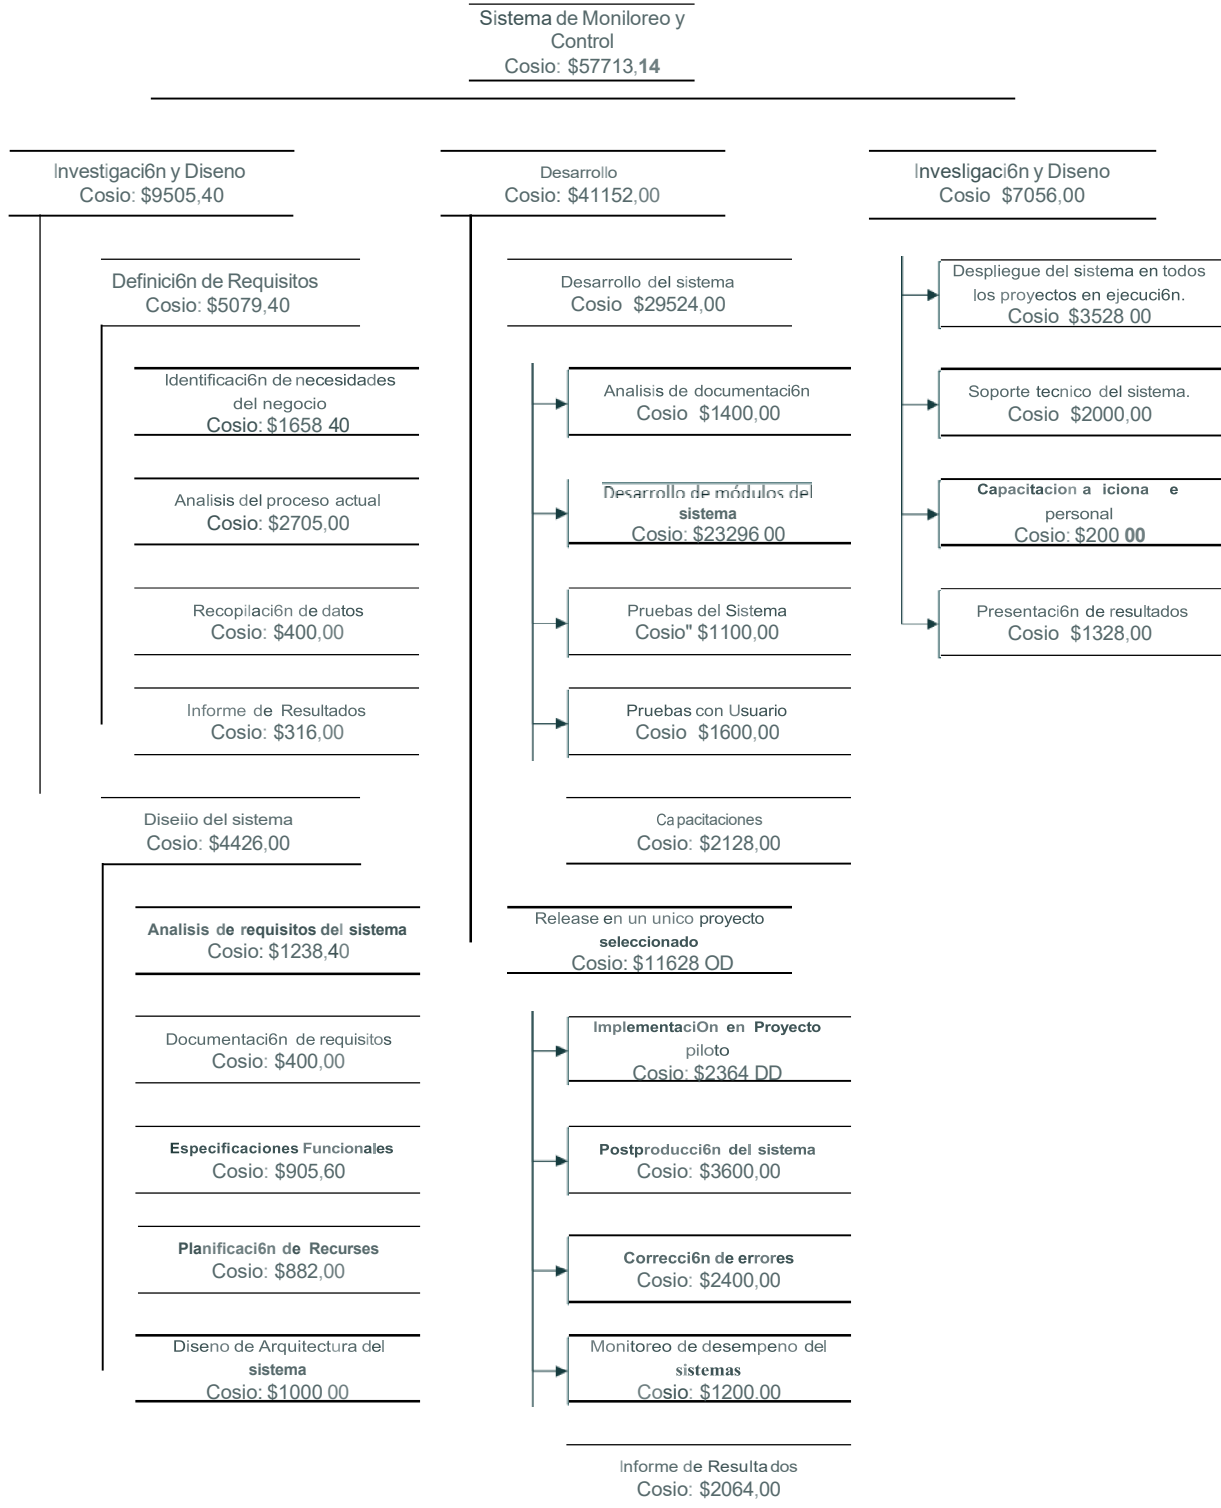 Sistema de Moniloreo y
Control
Cosio: $57713,14
Investigaci6n y Diseno
Cosio: $9505,40
Definici6n de Requisitos
Cosio: $5079,40
Identificaci6n de necesidades
del negocio
Cosio: $1658 40
Analisis del proceso actual
Cosio: $2705,00
Recopilaci6n de datos
Cosio: $400,00
Informe de Resultados
Cosio: $316,00
Diseiio del sistema
Cosio: $4426,00
Analisis de requisitos del sistema
Cosio: $1238,40
Documentaci6n de requisitos
Cosio: $400,00
Especificaciones Funcionales
Cosio: $905,60
Planificaci6n de Recurses
Cosio: $882,00
Diseno de Arquitectura del
sistema
Cosio: $1000 00
Desarrollo
Cosio: $41152,00
Desarrollo del sistema
Cosio $29524,00
Analisis de documentaci6n
Cosio $1400,00
Desarrollo de módulos del
sistema
Cosio: $23296 00
Pruebas del Sistema
Cosio" $1100,00
Pruebas con Usuario
Cosio $1600,00
Capacitaciones
Cosio: $2128,00
Release en un unico proyecto
seleccionado
Cosio: $11628 OD
ImplementaciOn en Proyecto
piloto
Cosio: $2364 DD
Postproducci6n del sistema
Cosio: $3600,00
Correcci6n de errores
Cosio: $2400,00
Monitoreo de desempeno del
sistemas
Cosio: $1200.00
Informe de Resultados
Cosio: $2064,00
Invesligaci6n y Diseno
Cosio $7056,00
Despliegue del sistema en todos
los proyectos en ejecuci6n.
Cosio $3528 00
Soporte tecnico del sistema.
Cosio $2000,00
Capacitacion a iciona e
personal
Cosio: $200 00
Presentaci6n de resultados
Cosio $1328,00